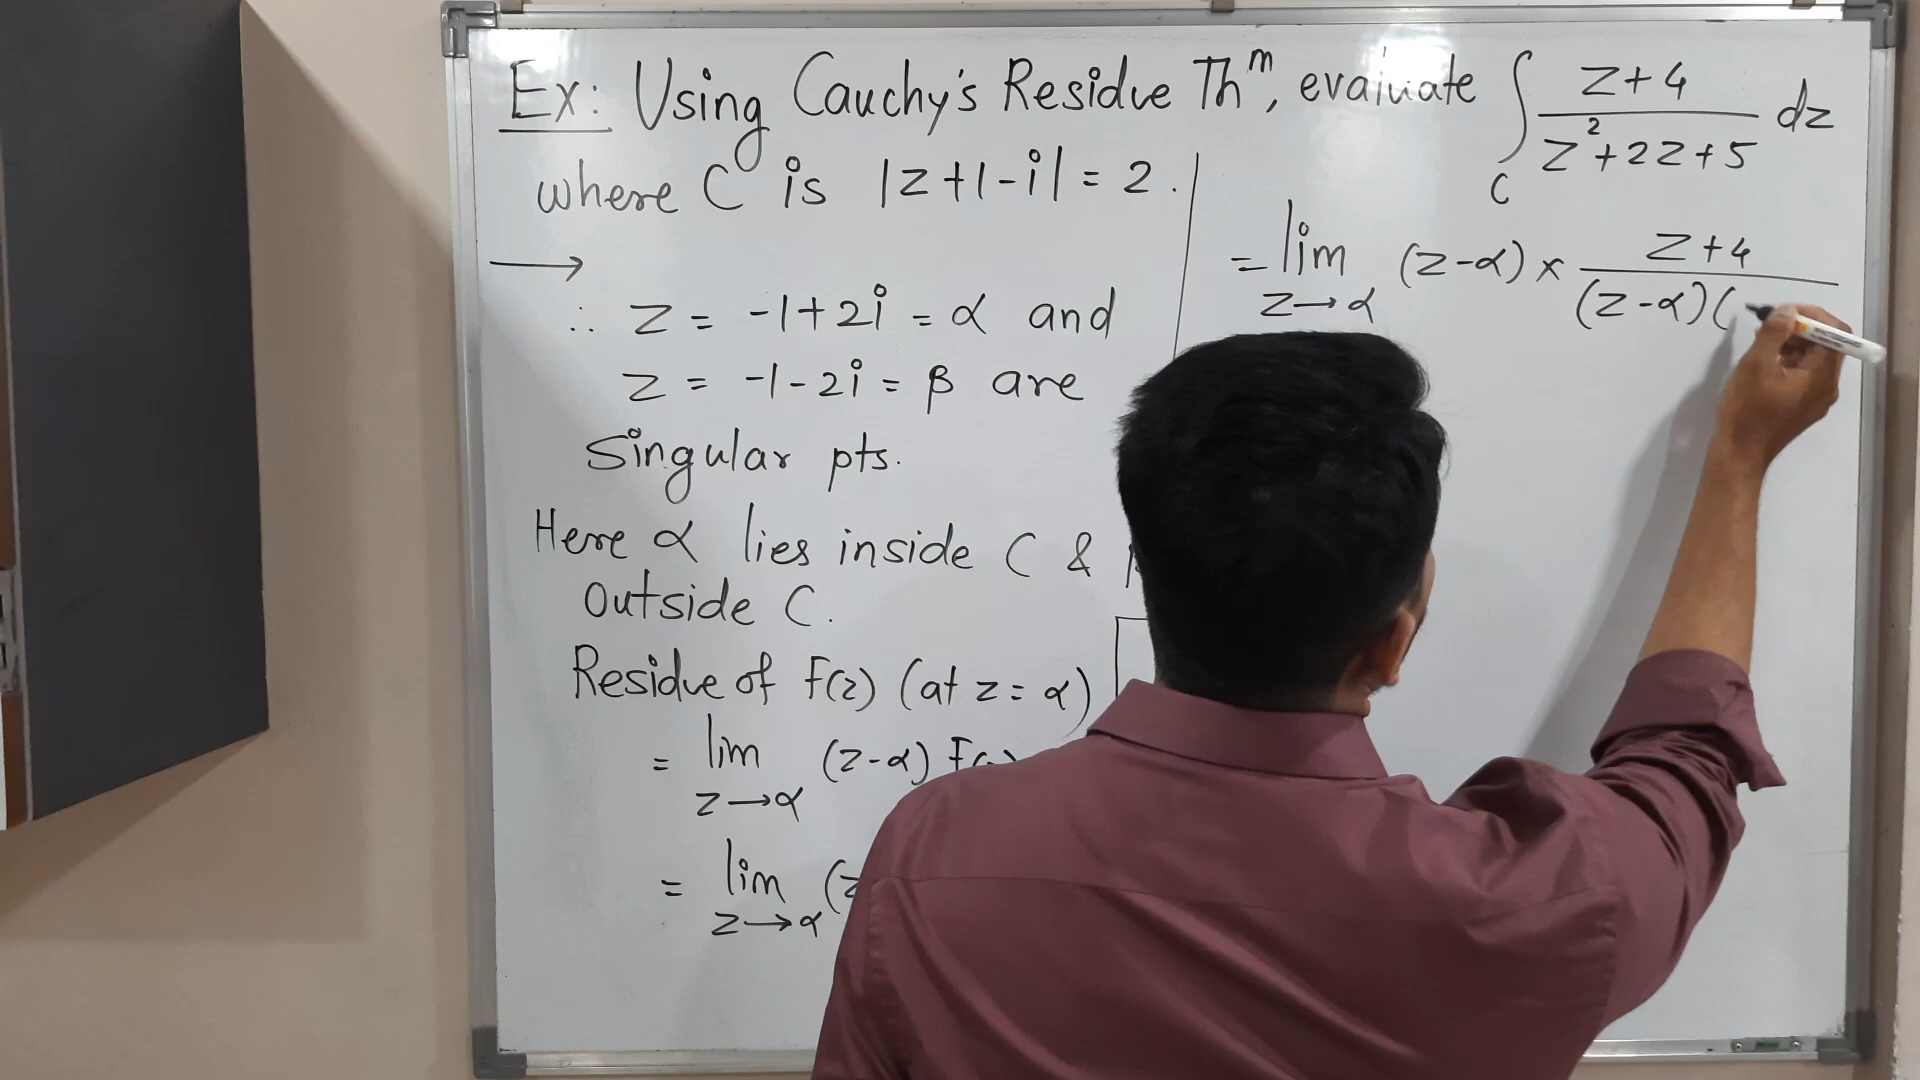 Ex: Using Cauchy's Residue Thᵐ, evaluate ∫_C (z+4)/(z²+2z+5) dz
where C is |z+1-i| = 2.
→
∴ z = -1+2i = α and
z = -1-2i = β are
Singular pts.
Here α lies inside C &
outside C.
Residue of F(z) (at z = α)
= lim z→α (z-α)
= lim z→α (z
= lim z→α (z-α) × (z+4)/(z-α)(